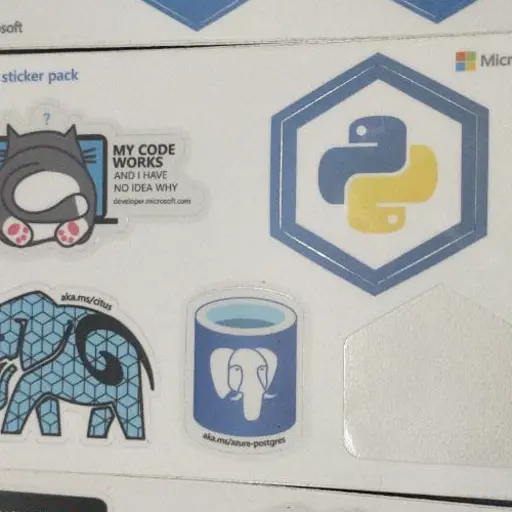 osoft
sticker pack
Micr
?
MY CODE
WORKS
AND I HAVE
NO IDEA WHY
developer.microsoft.com
aka.ms/citus
aka.ms/azure-postgres